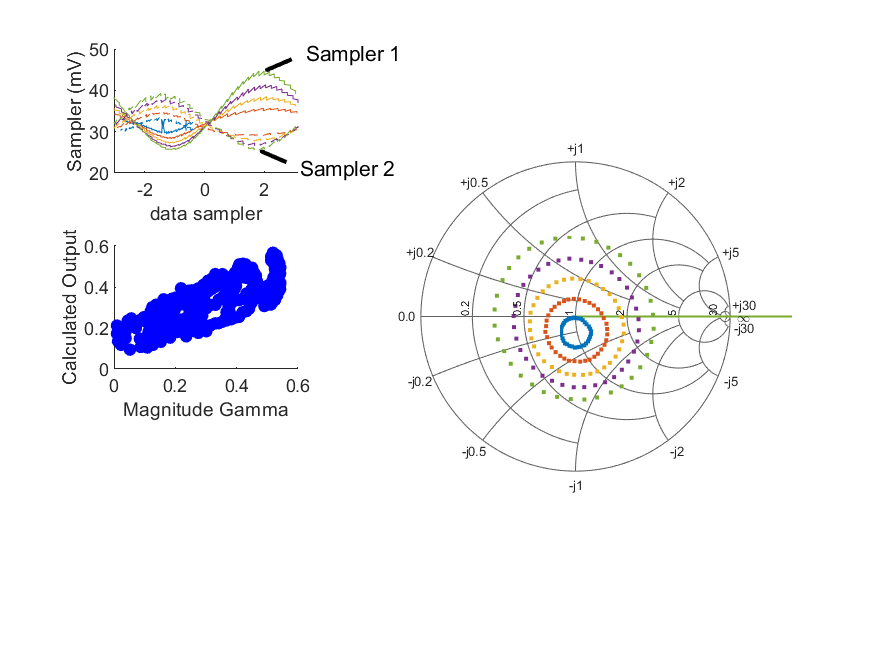 Sampler (mV)
50
40
30
20
-2
0
2
data sampler
Sampler 1
Sampler 2
Calculated Output
0.6
0.4
0.2
0
0
0.2
0.4
0.6
Magnitude Gamma
+j1
+j0.5
+j2
+j0.2
+j5
0.0
0.2
0.5
1
2
5
30
+j30
-j30
-j0.2
-j5
-j0.5
-j2
-j1